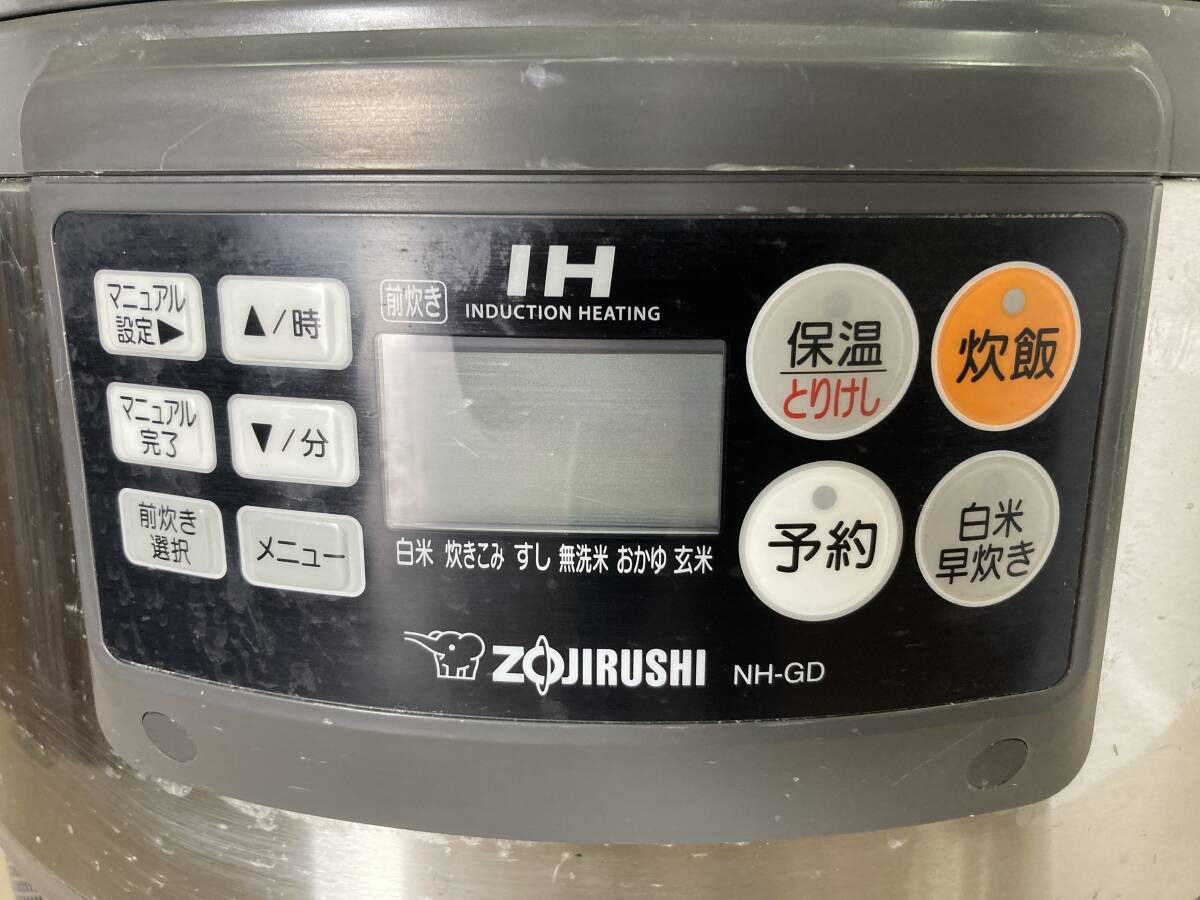 IH
前炊き INDUCTION HEATING
マニュアル
設定▶
▲/時
保温
とりけし
炊飯
マニュアル
完了
▼/分
前炊き
選択
メニュー
白米 炊きこみ すし 無洗米 おかゆ 玄米
予約
白米
早炊き
ZOJIRUSHI NH-GD